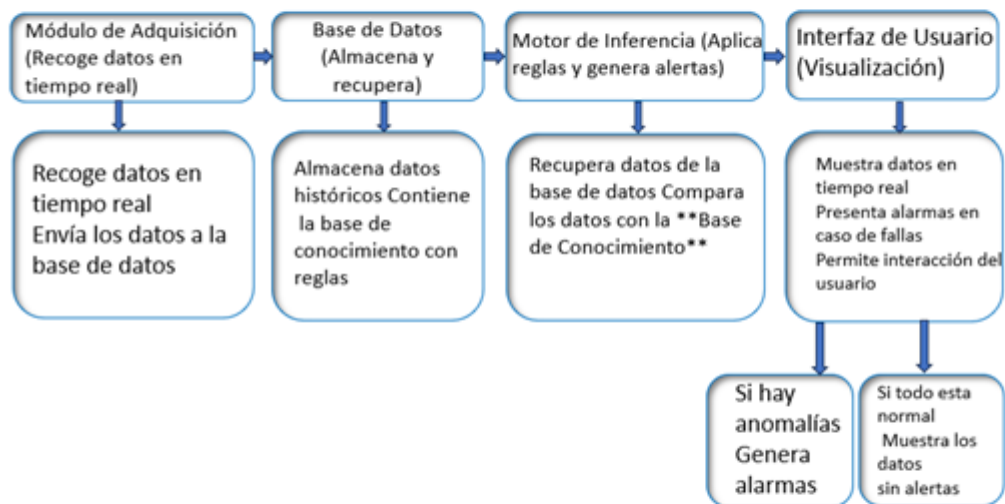 Módulo de Adquisición
(Recoge datos en
tiempo real)
Base de Datos
(Almacena y
recupera)
Motor de Inferencia (Aplica
reglas y genera alertas)
Interfaz de Usuario
(Visualización)
Recoge datos en
tiempo real
Envía los datos a la
base de datos
Almacena datos
históricos Contiene
la base de
conocimiento con
reglas
Recupera datos de la
base de datos Compara
los datos con la **Base
de Conocimiento**
Muestra datos en
tiempo real
Presenta alarmas en
caso de fallas
Permite interacción del
usuario
Si hay
anomalías
Genera
alarmas
Si todo esta
normal
Muestra los
datos
sin alertas